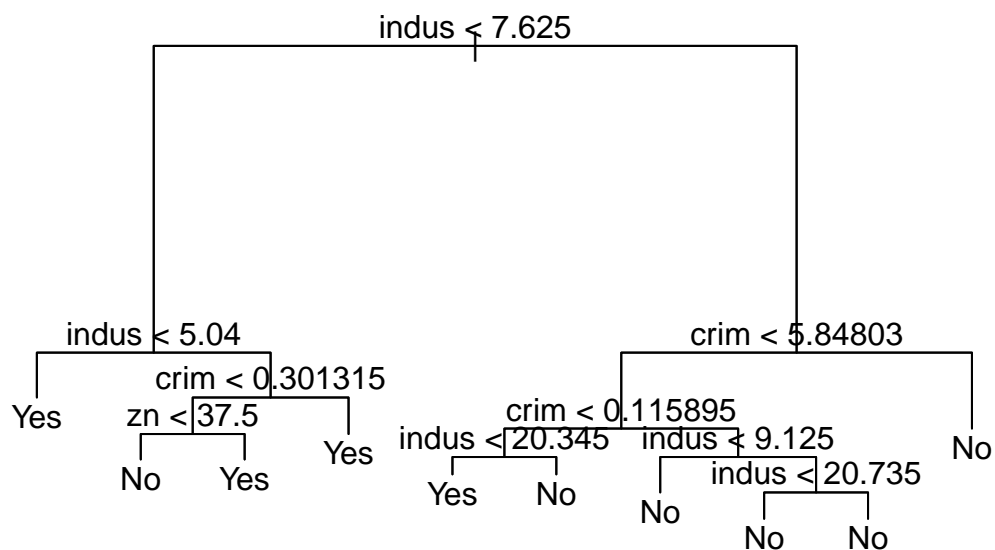 indus < 7.625
indus < 5.04
crim < 5.84803
crim < 0.301315
Yes
zn < 37.5
crim < 0.115895
indus < 20.345
indus < 9.125
Yes
No
No
Yes
indus < 20.735
Yes
No
No
No
No